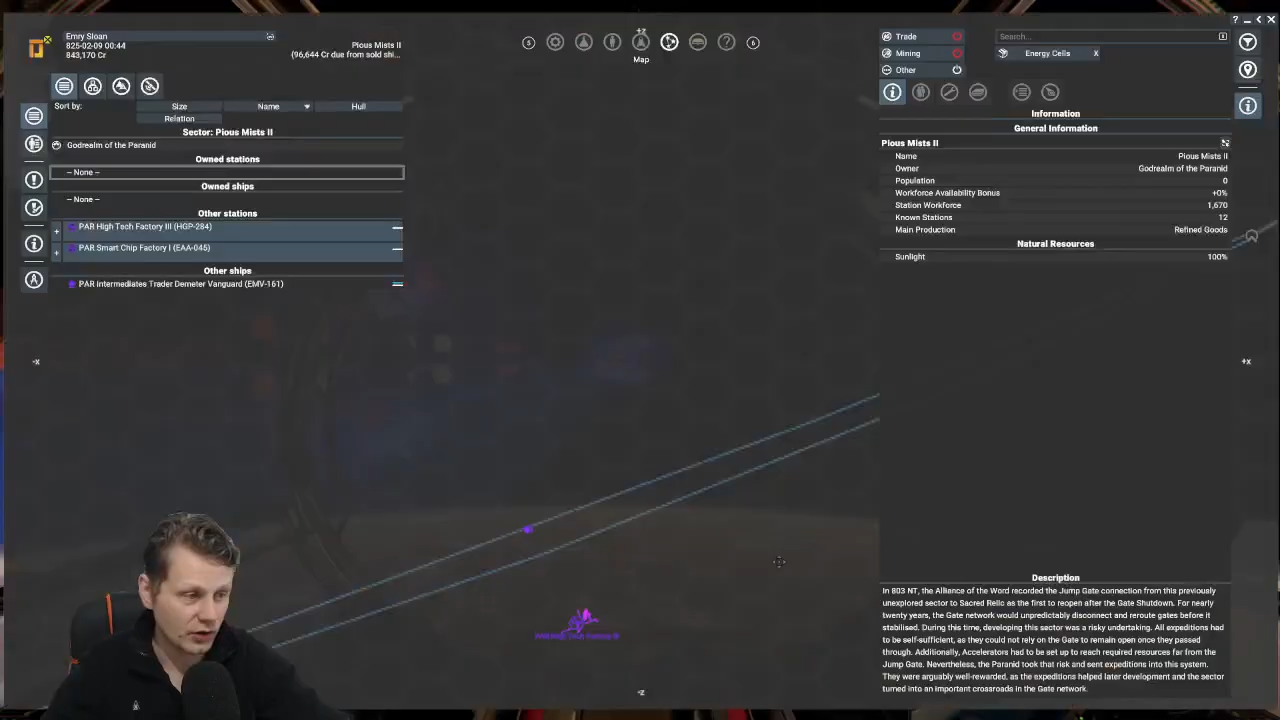 Emry Sloan
825-02-09 00:44
843,170 Cr
Pious Mists II
(96,644 Cr due from sold shi...
5
6
Map
+Z
Sort by:
Size
Name
Hull
Relation
Sector: Pious Mists II
Godrealm of the Paranid
Owned stations
-- None --
Owned ships
-- None --
Other stations
+ PAR High Tech Factory III (HGP-284)
+ PAR Smart Chip Factory I (EAA-045)
Other ships
PAR Intermediates Trader Demeter Vanguard (EMV-161)
-X
+X
-Z
Trade
Mining
Other
Search...
Energy Cells
X
Information
General Information
Pious Mists II
Name Pious Mists II
Owner Godrealm of the Paranid
Population 0
Workforce Availability Bonus +0%
Station Workforce 1,670
Known Stations 12
Main Production Refined Goods
Natural Resources
Sunlight 100%
Description
In 803 NT, the Alliance of the Word recorded the Jump Gate connection from this previously
unexplored sector to Sacred Relic as the first to reopen after the Gate Shutdown. For nearly
twenty years, the Gate network would unpredictably disconnect and reroute gates before it
stabilised. During this time, developing this sector was a risky undertaking. All expeditions had
to be self-sufficient, as they could not rely on the Gate to remain open once they passed
through. Additionally, Accelerators had to be set up to reach required resources far from the
Jump Gate. Nevertheless, the Paranid took that risk and sent expeditions into this system.
They were arguably well-rewarded, as the expeditions helped later development and the sector
turned into an important crossroads in the Gate network.
PAR High Tech Factory III